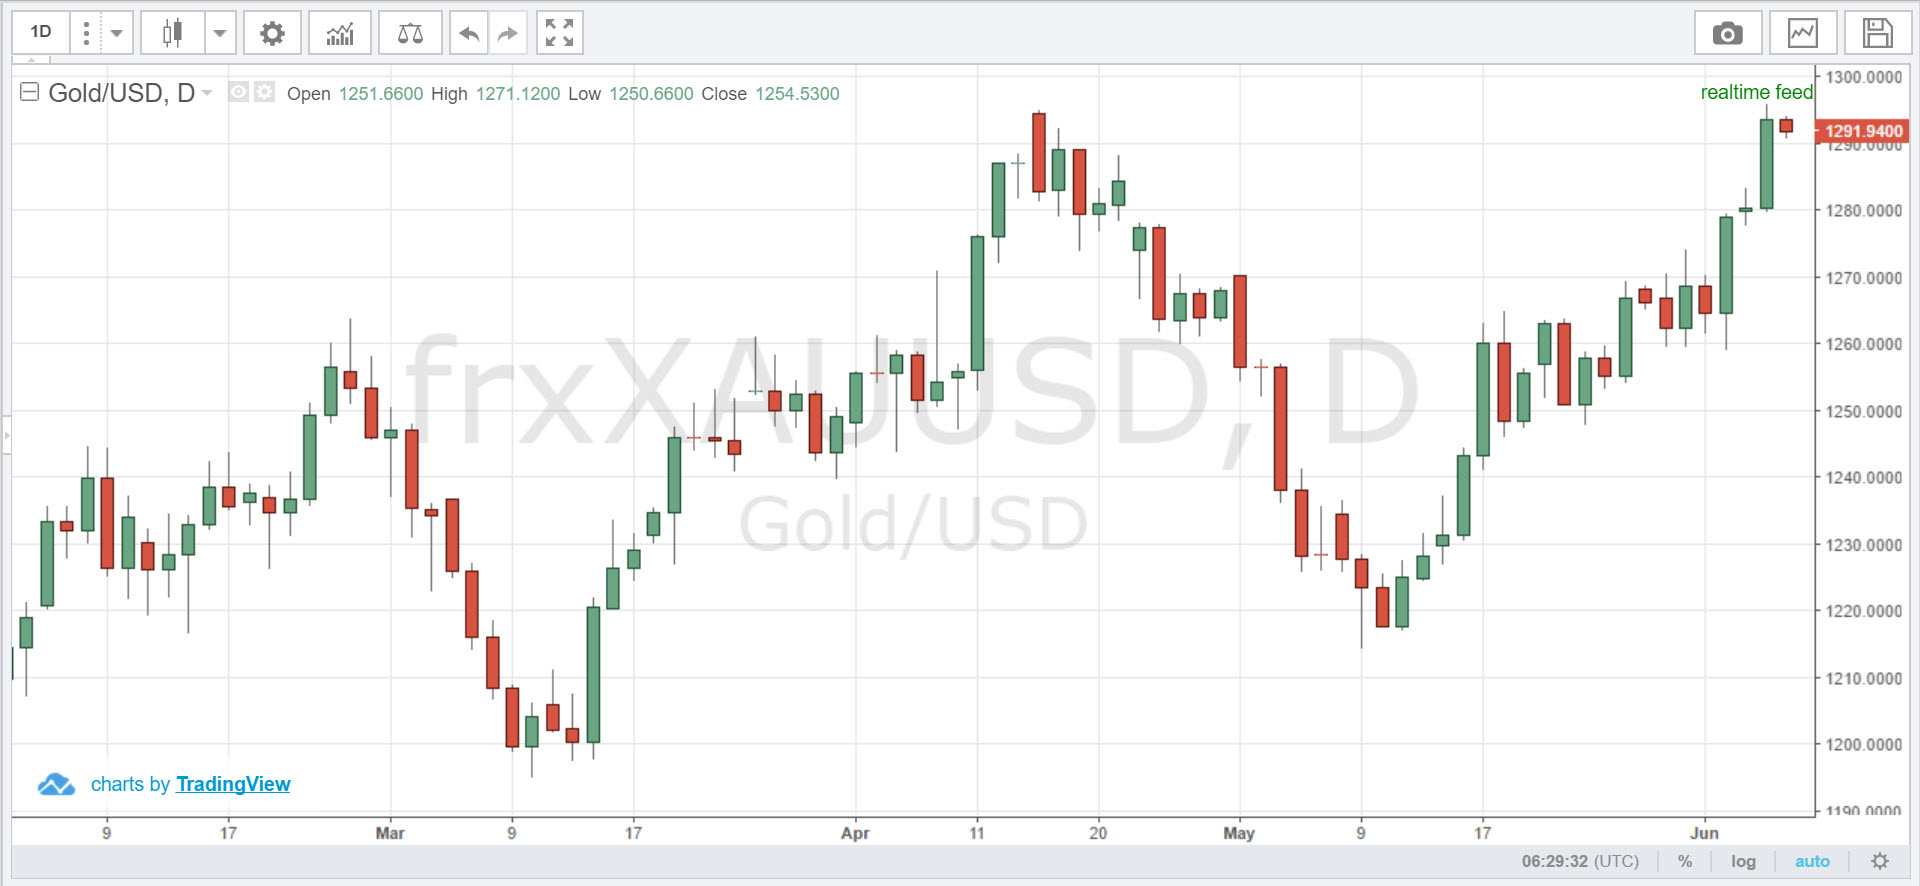 1D
Gold/USD, D Open 1251.6600 High 1271.1200 Low 1250.6600 Close 1254.5300
realtime feed
1300.0000
1291.9400
1290.0000
1280.0000
1270.0000
1260.0000
1250.0000
1240.0000
1230.0000
1220.0000
1210.0000
1200.0000
1190.0000
frxXAUUSD, D
Gold/USD
charts by TradingView
9 17 Mar 9 17 Apr 11 20 May 9 17 Jun
06:29:32 (UTC) % log auto